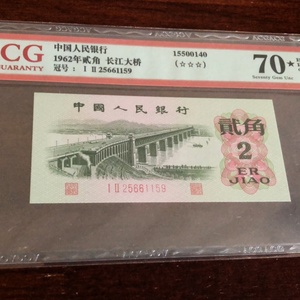 CG
GUARANTY
中国人民银行
1962年贰角 长江大桥
冠号: I II 25661159
15500140
(☆☆☆)
70★
Seventy Gem Unc
中國人民銀行
貳角
2
ER
JIAO
I II 25661159